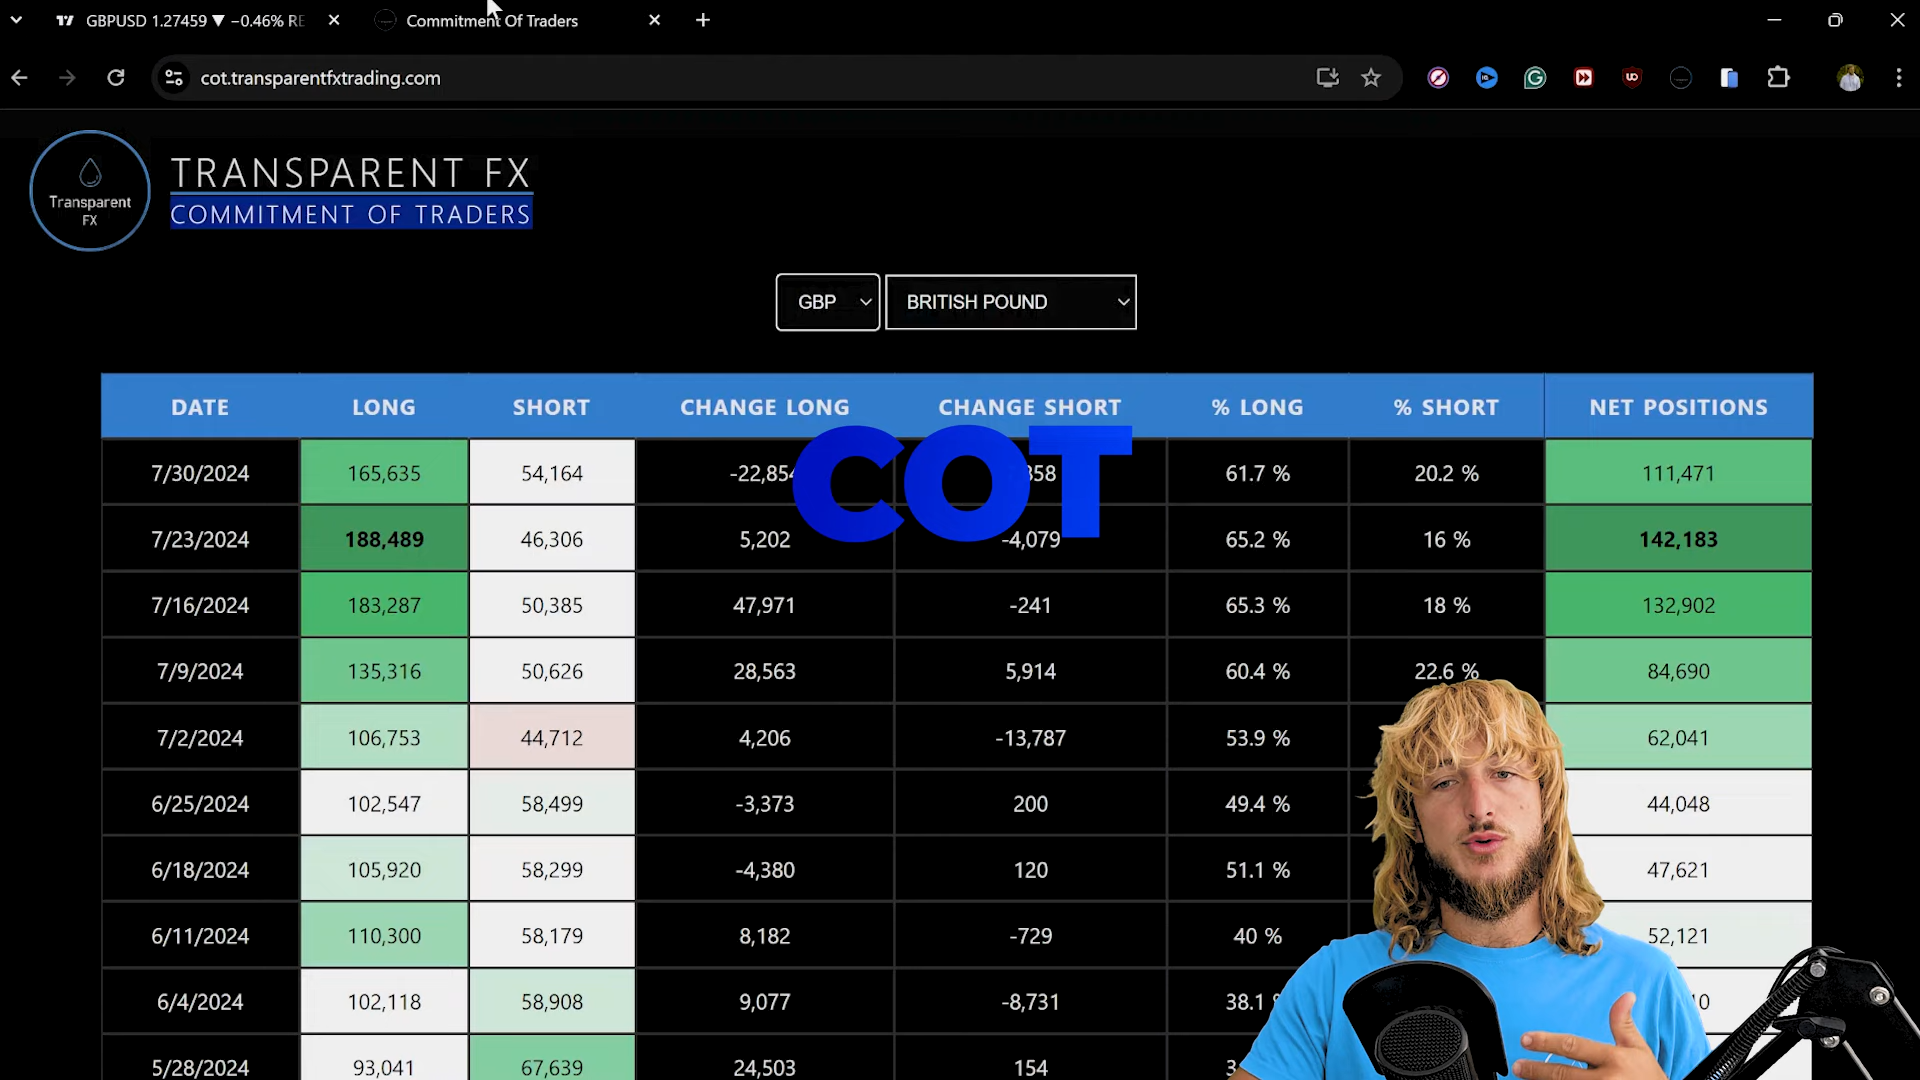 GBPUSD 1.27459 ▼ −0.46% RE
Commitment Of Traders
cot.transparentfxtrading.com
Transparent
FX
TRANSPARENT FX
COMMITMENT OF TRADERS
GBP
BRITISH POUND
DATE LONG SHORT CHANGE LONG CHANGE SHORT % LONG % SHORT NET POSITIONS
COT
7/30/2024 165,635 54,164 -22,854 61.7 % 20.2 % 111,471
7/23/2024 188,489 46,306 5,202 -4,079 65.2 % 16 % 142,183
7/16/2024 183,287 50,385 47,971 -241 65.3 % 18 % 132,902
7/9/2024 135,316 50,626 28,563 5,914 60.4 % 22.6 % 84,690
7/2/2024 106,753 44,712 4,206 -13,787 53.9 % 62,041
6/25/2024 102,547 58,499 -3,373 200 49.4 % 44,048
6/18/2024 105,920 58,299 -4,380 120 51.1 % 47,621
6/11/2024 110,300 58,179 8,182 -729 40 % 52,121
6/4/2024 102,118 58,908 9,077 -8,731 38.1
5/28/2024 93,041 67,639 24,503 154